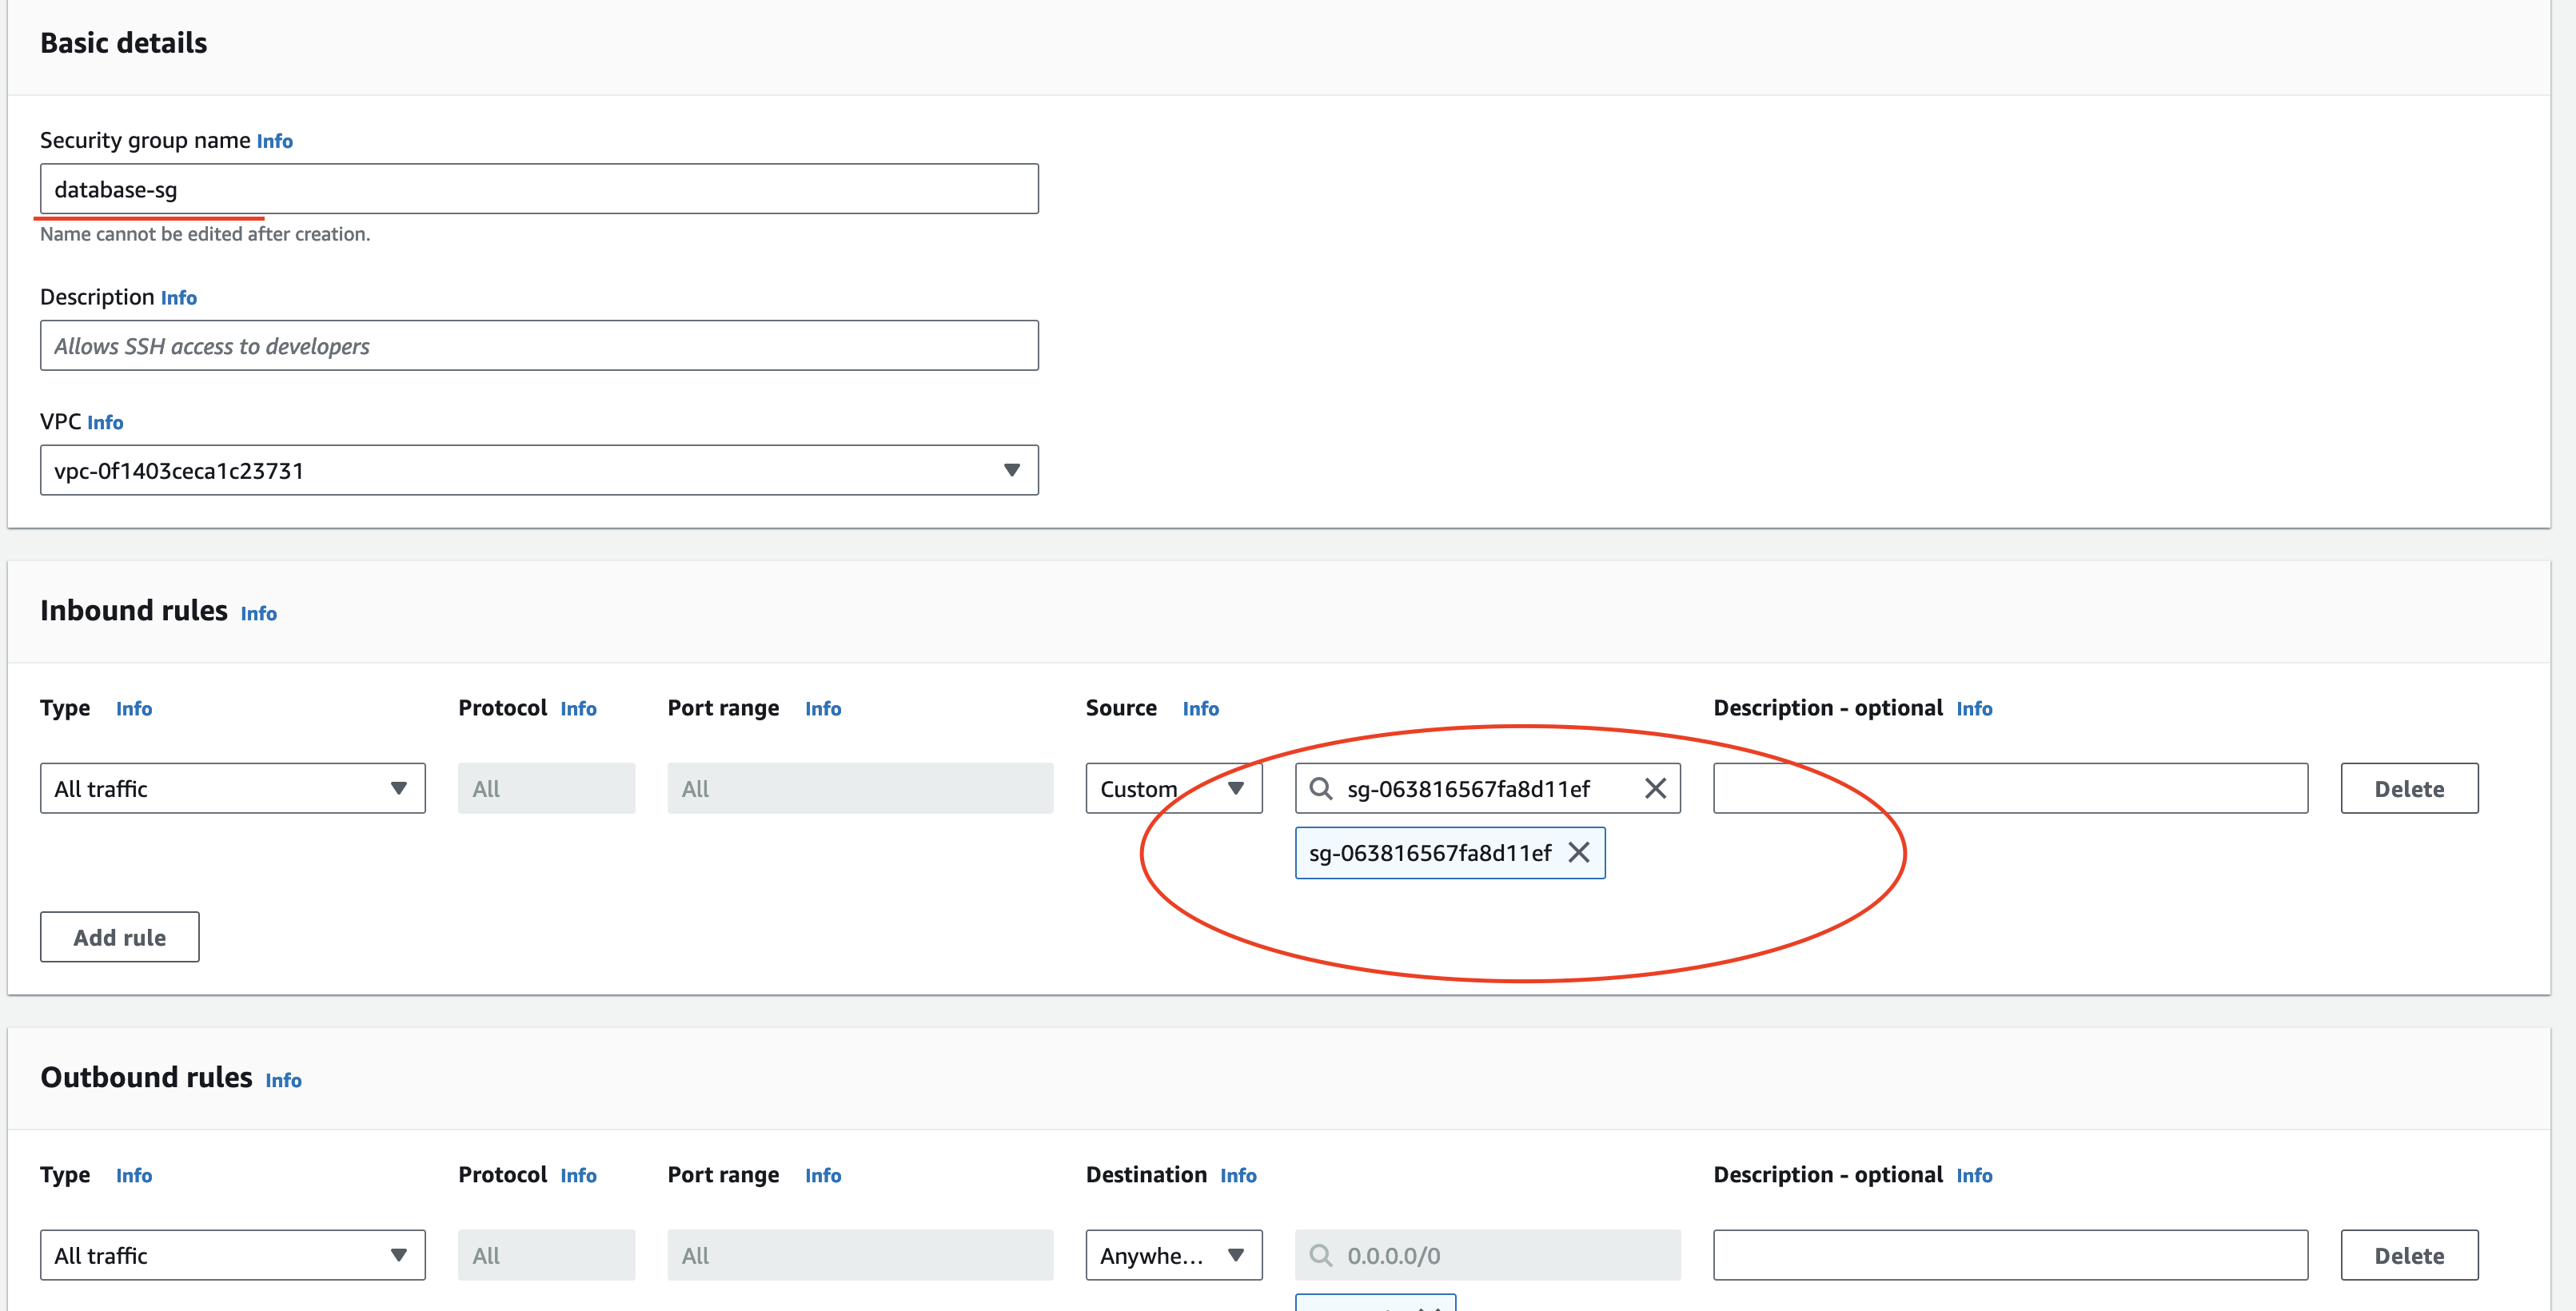 Basic details
Security group name Info
database-sg
Name cannot be edited after creation.
Description Info
Allows SSH access to developers
VPC Info
vpc-0f1403ceca1c23731
Inbound rules Info
Type Info Protocol Info Port range Info Source Info Description - optional Info
All traffic All All Custom sg-063816567fa8d11ef Delete
sg-063816567fa8d11ef
Add rule
Outbound rules Info
Type Info Protocol Info Port range Info Destination Info Description - optional Info
All traffic All All Anywhe... 0.0.0.0/0 Delete